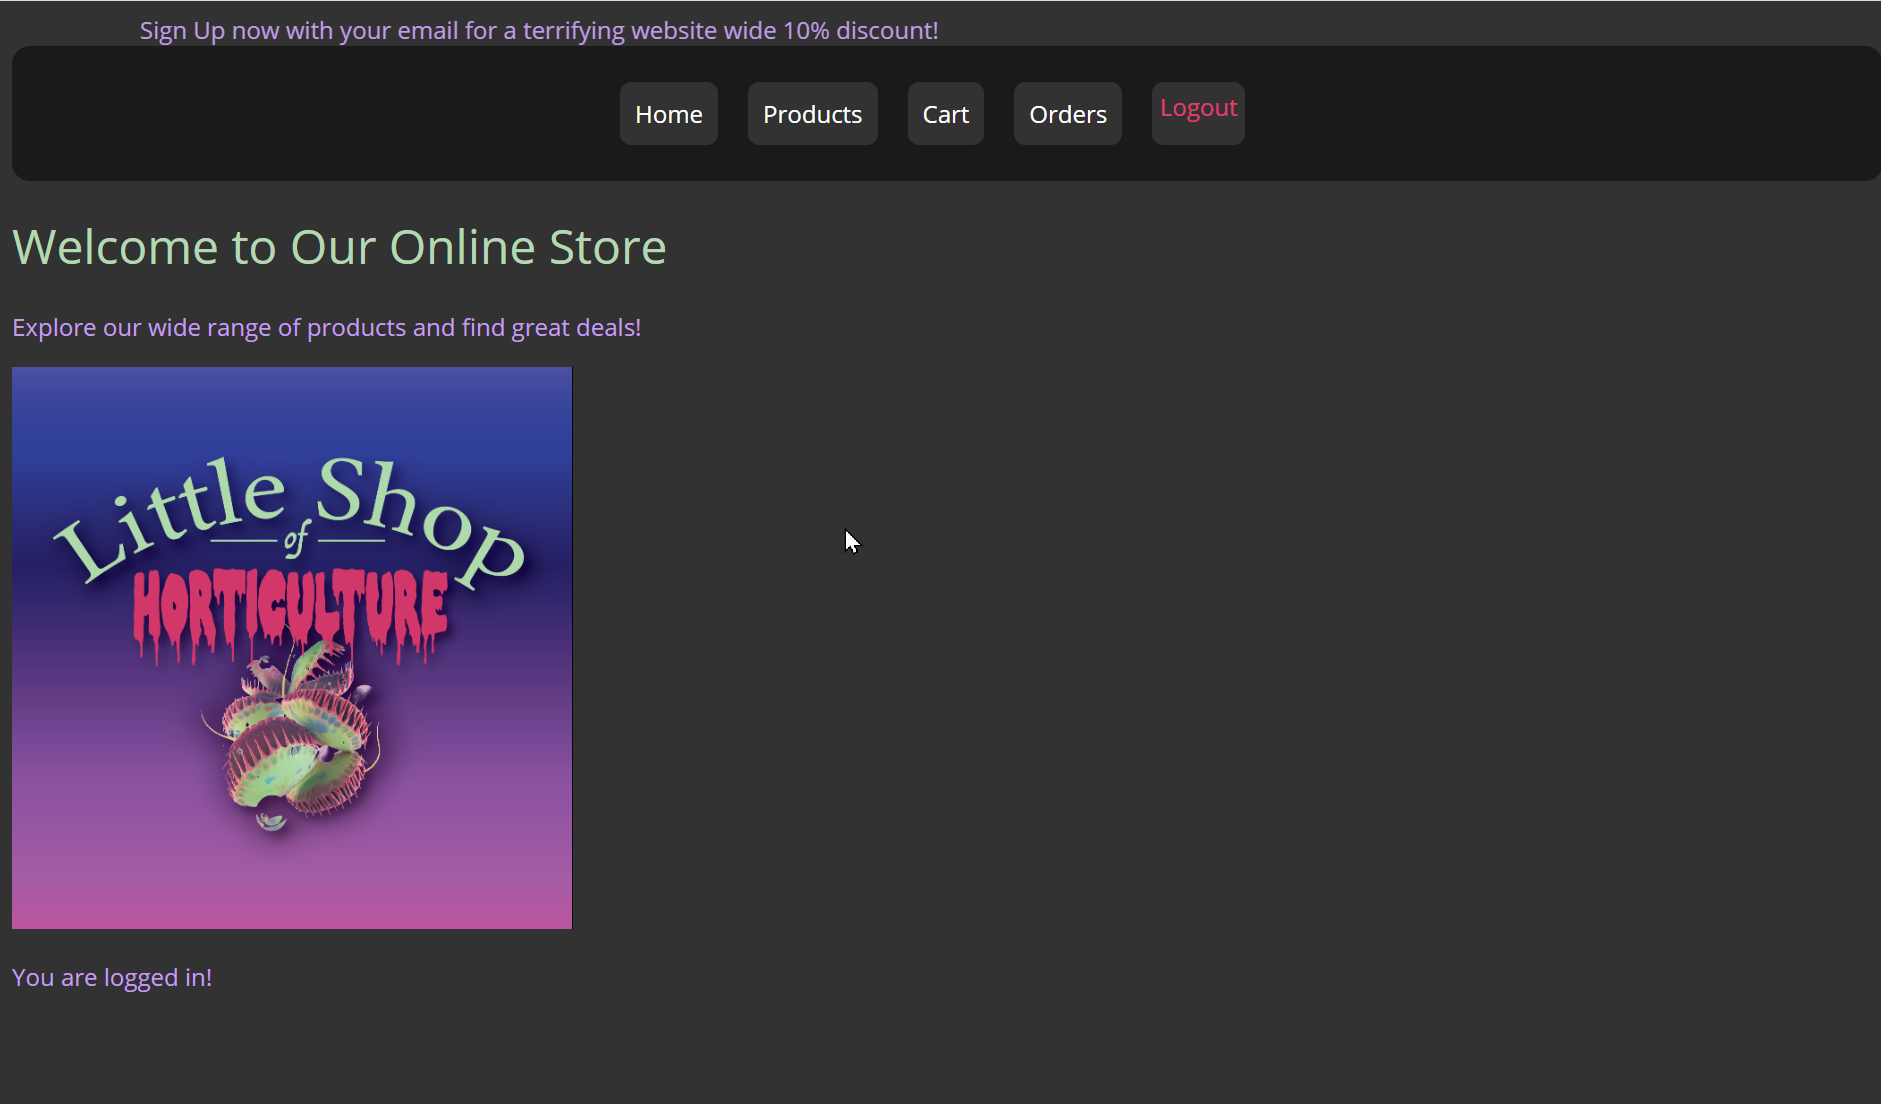 Sign Up now with your email for a terrifying website wide 10% discount!
Home Products Cart Orders Logout
Welcome to Our Online Store
Explore our wide range of products and find great deals!
Little Shop
of
HORTICULTURE
You are logged in!